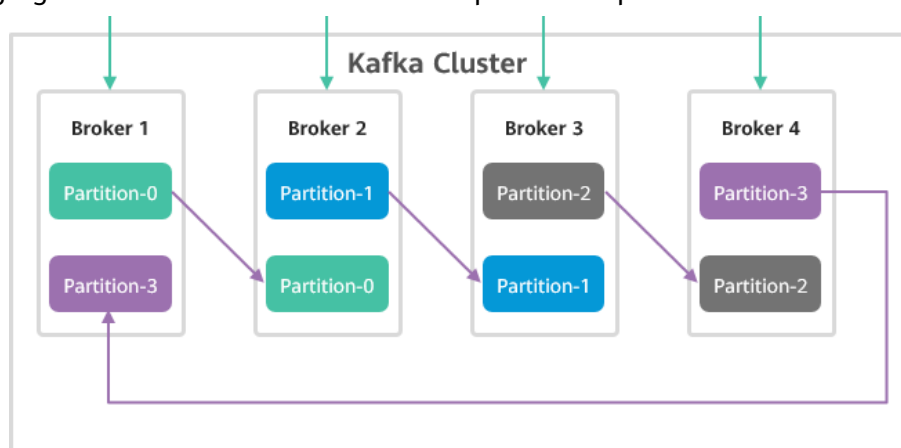 Kafka Cluster
Broker 1
Broker 2
Broker 3
Broker 4
Partition-0
Partition-1
Partition-2
Partition-3
Partition-3
Partition-0
Partition-1
Partition-2